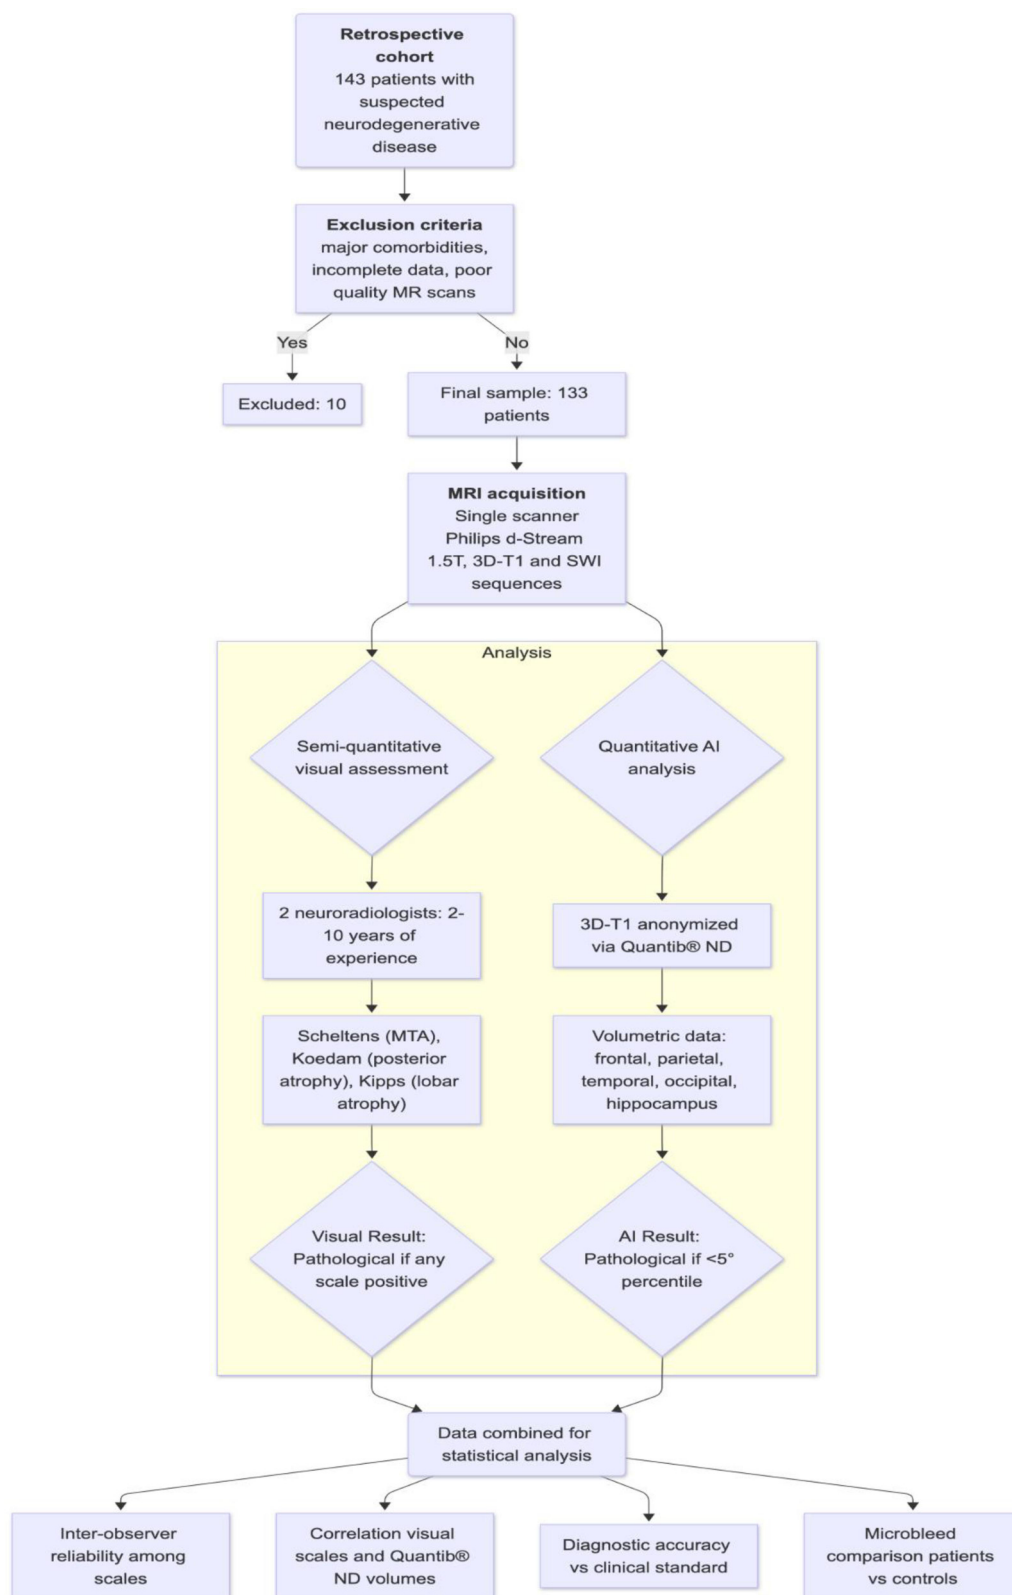 Retrospective
cohort
143 patients with
suspected
neurodegenerative
disease
Exclusion criteria
major comorbidities,
incomplete data, poor
quality MR scans
Yes
No
Excluded: 10
Final sample: 133
patients
MRI acquisition
Single scanner
Philips d-Stream
1.5T, 3D-T1 and SWI
sequences
Analysis
Semi-quantitative
visual assessment
Quantitative AI
analysis
2 neuroradiologists: 2-
10 years of
experience
3D-T1 anonymized
via Quantib® ND
Scheltens (MTA),
Koedam (posterior
atrophy), Kipps (lobar
atrophy)
Volumetric data:
frontal, parietal,
temporal, occipital,
hippocampus
Visual Result:
Pathological if any
scale positive
AI Result:
Pathological if <5°
percentile
Data combined for
statistical analysis
Inter-observer
reliability among
scales
Correlation visual
scales and Quantib®
ND volumes
Diagnostic accuracy
vs clinical standard
Microbleed
comparison patients
vs controls